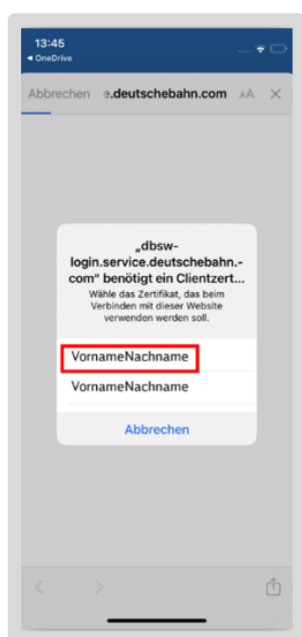 13:45
◀ OneDrive
Abbrechen e.deutschebahn.com AA ×
„dbsw-
login.service.deutschebahn.-
com“ benötigt ein Clientzert...
Wähle das Zertifikat, das beim
Verbinden mit dieser Website
verwenden werden soll.
VornameNachname
VornameNachname
Abbrechen